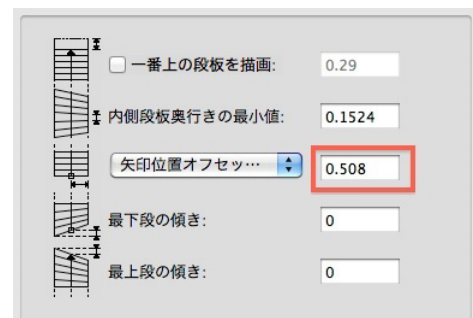 一番上の段板を描画: 0.29
内側段板奥行きの最小値: 0.1524
矢印位置オフセッ… 0.508
最下段の傾き: 0
最上段の傾き: 0